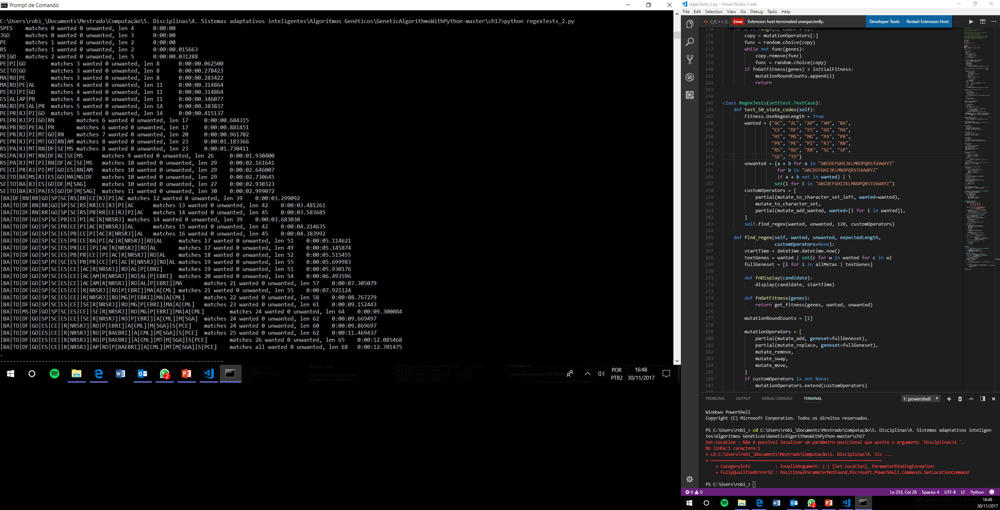 Prompt de Comando
C:\Users\robi_\Documents\Mestrado\Computação\5. Disciplinas\4. Sistemas adaptativos inteligentes\Algoritmos Genéticos\GeneticAlgorithmsWithPython-master\ch17>python regexTests_2.py
SPES matches 0 wanted 0 unwanted, len 4 0:00:00
JGO matches 0 wanted 0 unwanted, len 3 0:00:00
PE matches 1 wanted 0 unwanted, len 2 0:00:00
RS matches 1 wanted 0 unwanted, len 2 0:00:00.015663
PE|GO matches 2 wanted 0 unwanted, len 5 0:00:00.031288
PE|PI|GO matches 3 wanted 0 unwanted, len 8 0:00:00.062500
SE|TO|GO matches 3 wanted 0 unwanted, len 8 0:00:00.278423
MA|RO|PE matches 3 wanted 0 unwanted, len 8 0:00:00.283422
MA|RO|PE|AL matches 4 wanted 0 unwanted, len 11 0:00:00.314864
PE|RJ|PI|GO matches 4 wanted 0 unwanted, len 11 0:00:00.314864
ES|AL|AP|PB matches 4 wanted 0 unwanted, len 11 0:00:00.346077
MA|RO|PE|AL|PR matches 5 wanted 0 unwanted, len 14 0:00:00.383837
PE|PR|RJ|PI|GO matches 5 wanted 0 unwanted, len 14 0:00:00.415137
PE|PR|RJ|PI|GO|RN matches 6 wanted 0 unwanted, len 17 0:00:00.684315
MA|PB|RO|PE|AL|PR matches 6 wanted 0 unwanted, len 17 0:00:00.881451
PE|PR|RJ|PI|MT|GO|RN matches 7 wanted 0 unwanted, len 20 0:00:00.961702
PE|PR|RJ|PI|MT|GO|RN|AM matches 8 wanted 0 unwanted, len 23 0:00:01.183366
RS|PA|RJ|MT|RN|DF|SE|MS matches 8 wanted 0 unwanted, len 23 0:00:01.730411
RS|PA|RJ|MT|RN|DF|AC|SE|MS matches 9 wanted 0 unwanted, len 26 0:00:01.930400
RS|PA|RJ|MT|PI|RN|DF|AC|SE|MS matches 10 wanted 0 unwanted, len 29 0:00:02.161641
PE|CE|PR|RJ|PI|MT|GO|ES|RN|AM matches 10 wanted 0 unwanted, len 29 0:00:02.646007
SE|TO|BA|MS|RJ|ES|GO|MA|MG|DF matches 10 wanted 0 unwanted, len 29 0:00:02.730645
SE|TO|BA|RJ|ES|GO|DF|M[SAG] matches 10 wanted 0 unwanted, len 27 0:00:02.930323
SE|TO|BA|RJ|PA|ES|GO|DF|M[SAG] matches 11 wanted 0 unwanted, len 30 0:00:02.999072
|BA|DF|RN|RR|GO|SP|SC|RS|RR|CE|RJ|PI|AC matches 12 wanted 0 unwanted, len 39 0:00:03.299092
|BA|TO|DF|RN|RR|GO|SP|SC|RS|RR|CE|RJ|PI|AC matches 13 wanted 0 unwanted, len 42 0:00:03.481261
|BA|TO|DF|RN|RR|GO|SP|SC|RS|PB|RR|CE|RJ|PI|AC matches 14 wanted 0 unwanted, len 45 0:00:03.583685
|BA|TO|DF|GO|SP|SC|PB|CE|PI|AC|R[NRSRJ] matches 14 wanted 0 unwanted, len 39 0:00:03.683030
|BA|TO|DF|GO|SP|SC|PB|CE|PI|AC|R[NRSRJ]|AL matches 15 wanted 0 unwanted, len 42 0:00:04.214635
|BA|TO|DF|GO|SP|SC|ES|PB|CE|PI|AC|R[NRSRJ]|AL matches 16 wanted 0 unwanted, len 45 0:00:04.383992
|BA|TO|DF|GO|SP|SC|ES|PB|CE|BA|PI|AC|R[NRSRJ]|RO|AL matches 17 wanted 0 unwanted, len 51 0:00:05.114621
|BA|TO|DF|GO|SP|SC|ES|PB|CE||PI|AC|R[NRSRJ]|RO|AL matches 17 wanted 0 unwanted, len 49 0:00:05.145874
|BA|TO|DF|GO|SP|SC|ES|PB|PR|CE||PI|AC|R[NRSRJ]|RO|AL matches 18 wanted 0 unwanted, len 52 0:00:05.515455
|BA|TO|DF|GO|SP|PE|SC|ES|PB|PR|CE||PI|AC|R[NRSRJ]|RO|AL matches 19 wanted 0 unwanted, len 55 0:00:05.699983
|BA|TO|DF|GO|SP|SC|ES|CE||AC|R[NRSRJ]|RO|AL|P[EBRI] matches 19 wanted 0 unwanted, len 51 0:00:05.930176
|BA|TO|DF|GO|SP|SC|ES|CE||AC|AM|R[NRSRJ]|RO|AL|P[EBRI] matches 20 wanted 0 unwanted, len 54 0:00:06.493596
|BA|TO|DF|GO|SP|SC|ES|CE||AC|AM|R[NRSRJ]|RO|AL|P[EBRI]|MA matches 21 wanted 0 unwanted, len 57 0:00:07.305079
|BA|TO|DF|GO|SP|SC|ES|CE||R[NRSRJ]|RO|P[EBRI]|MA|A[CML] matches 21 wanted 0 unwanted, len 55 0:00:07.921124
|BA|TO|DF|GO|SP|SC|ES|CE||R[NRSRJ]|RO|MG|P[EBRI]|MA|A[CML] matches 22 wanted 0 unwanted, len 58 0:00:08.767279
|BA|TO|DF|GO|SP|SC|ES|CE||SE|R[NRSRJ]|RO|MG|P[EBRI]|MA|A[CML] matches 23 wanted 0 unwanted, len 61 0:00:09.152443
|BA|TO|MS|DF|GO|SP|SC|ES|CE||SE|R[NRSRJ]|RO|MG|P[EBRI]|MA|A[CML] matches 24 wanted 0 unwanted, len 64 0:00:09.300084
|BA|TO|DF|GO|SP|SC|ES|CE||SE|R[NRSRJ]|RO|P[EBRI]|A[CML]|M[SGA] matches 24 wanted 0 unwanted, len 62 0:00:09.669497
|BA|TO|DF|GO|ES|CE||R[NRSRJ]|RO|P[EBRI]|A[CML]|M[SGA]|S[PCE] matches 24 wanted 0 unwanted, len 60 0:00:09.869697
|BA|TO|DF|GO|ES|CE||R[NRSRJ]|RO|P[BAEBRI]|A[CML]|M[SGA]|S[PCE] matches 25 wanted 0 unwanted, len 62 0:00:11.469437
|BA|TO|DF|GO|ES|CE||R[NRSRJ]|RO|P[BAEBRI]|A[CML]|MT|M[SGA]|S[PCE] matches 26 wanted 0 unwanted, len 65 0:00:12.085468
|BA|TO|DF|GO|ES|CE||R[NRSRJ]|AP|RO|P[BAEBRI]|A[CML]|MT|M[SGA]|S[PCE] matches all wanted 0 unwanted, len 68 0:00:12.701475
.
----------------------------------------------------------------------
2
POR
PTB2
16:48
30/11/2017
regexTests_2.py - Visual Studio Code
File Edit Selection View Go Debug Tasks Help
C/C++ E
Error Extension host terminated unexpectedly. Developer Tools Restart Extension Host
234 for i in range(1, count + 2):
235 copy = mutationOperators[:]
236 func = random.choice(copy)
237 while not func(genes):
238 copy.remove(func)
239 func = random.choice(copy)
240 if fnGetFitness(genes) > initialFitness:
241 mutationRoundCounts.append(i)
242 return
243
244
245 class RegexTests(unittest.TestCase):
246 def test_50_state_codes(self):
247 Fitness.UseRegexLength = True
248 wanted = {"AC", "AL", "AP", "AM", "BA",
249 "CE", "DF", "ES", "GO", "MA",
250 "MT", "MS", "MG", "PA", "PB",
251 "PR", "PE", "PI", "RJ", "RN",
252 "RS", "RO", "RR", "SC", "SP",
253 "SE", "TO"}
254 unwanted = {a + b for a in "ABCDEFGHIJKLMNOPQRSTUVWXYZ"
255 for b in "ABCDEFGHIJKLMNOPQRSTUVWXYZ"
256 if a + b not in wanted} | \
257 set(i for i in "ABCDEFGHIJKLMNOPQRSTUVWXYZ")
258 customOperators = [
259 partial(mutate_to_character_set_left, wanted=wanted),
260 mutate_to_character_set,
261 partial(mutate_add_wanted, wanted=[i for i in wanted]),
262 ]
263 self.find_regex(wanted, unwanted, 120, customOperators)
264
265 def find_regex(self, wanted, unwanted, expectedLength,
266 customOperators=None):
267 startTime = datetime.datetime.now()
268 textGenes = wanted | set(c for w in wanted for c in w)
269 fullGeneset = [i for i in allMetas | textGenes]
270
271 def fnDisplay(candidate):
272 display(candidate, startTime)
273
274 def fnGetFitness(genes):
275 return get_fitness(genes, wanted, unwanted)
276
277 mutationRoundCounts = [1]
278
279 mutationOperators = [
280 partial(mutate_add, geneset=fullGeneset),
281 partial(mutate_replace, geneset=fullGeneset),
282 mutate_remove,
283 mutate_swap,
284 mutate_move,
285 ]
286 if customOperators is not None:
287 mutationOperators.extend(customOperators)
PROBLEMS OUTPUT DEBUG CONSOLE TERMINAL 1: powershell
Windows PowerShell
Copyright (C) Microsoft Corporation. Todos os direitos reservados.
PS C:\Users\robi_> cd C:\Users\robi_\Documents\Mestrado\Computação\5. Disciplinas\4. Sistemas adaptativos inteligen
tes\Algoritmos Genéticos\GeneticAlgorithmsWithPython-master\ch17
Set-Location : Não é possível localizar um parâmetro posicional que aceite o argumento 'Disciplinas\4.'.
No linha:1 caractere:1
+ cd C:\Users\robi_\Documents\Mestrado\Computação\5. Disciplinas\4. Sis ...
+ ~~~~~~~~~~~~~~~~~~~~~~~~~~~~~~~~~~~~~~~~~~~~~~~~~~~~~~~~~~~~~~~~~~~~~
+ CategoryInfo : InvalidArgument: (:) [Set-Location], ParameterBindingException
+ FullyQualifiedErrorId : PositionalParameterNotFound,Microsoft.PowerShell.Commands.SetLocationCommand
PS C:\Users\robi_>
0 0 Ln 253, Col 28 Spaces: 4 UTF-8 LF Python
2
16:48
30/11/2017